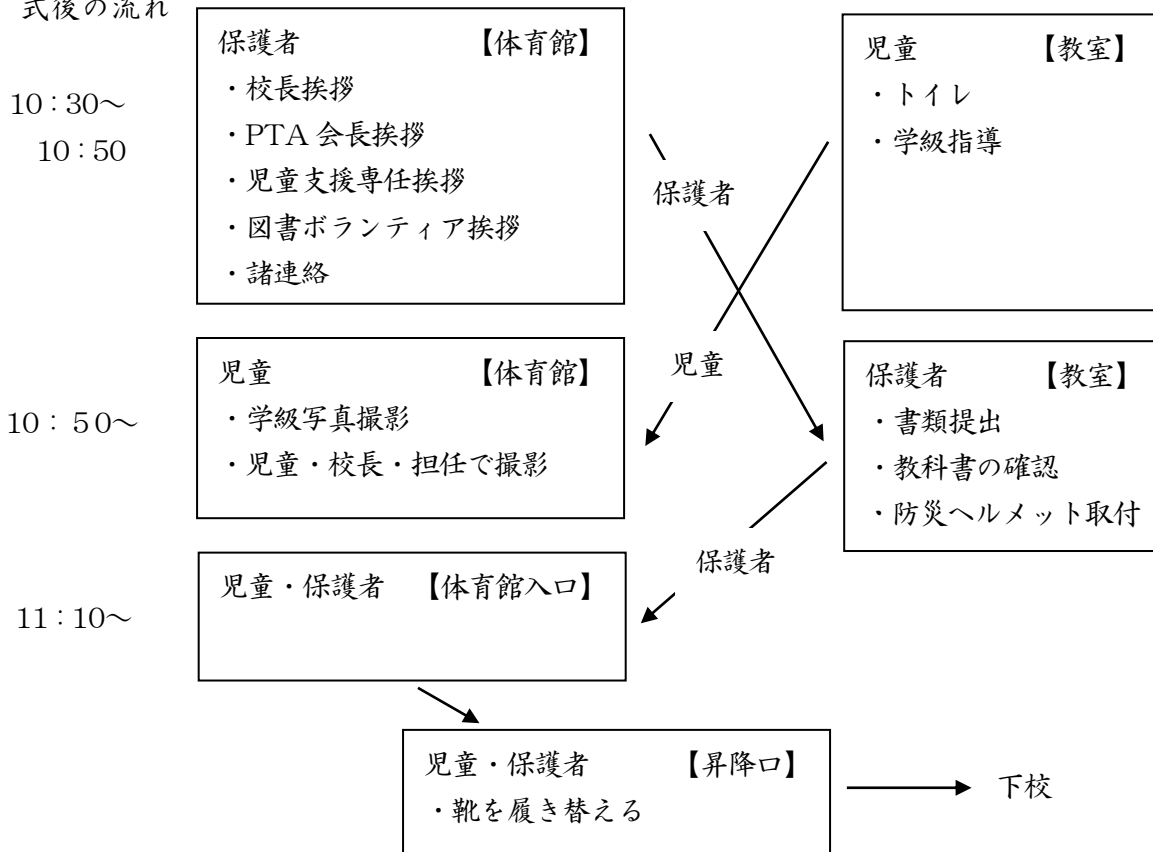 式後の流れ
10:30～
10:50
保護者 【体育館】
・校長挨拶
・PTA 会長挨拶
・児童支援専任挨拶
・図書ボランティア挨拶
・諸連絡
児童 【教室】
・トイレ
・学級指導
保護者
児童
10：50～
児童 【体育館】
・学級写真撮影
・児童・校長・担任で撮影
保護者 【教室】
・書類提出
・教科書の確認
・防災ヘルメット取付
保護者
11:10～
児童・保護者 【体育館入口】
児童・保護者 【昇降口】
・靴を履き替える
下校